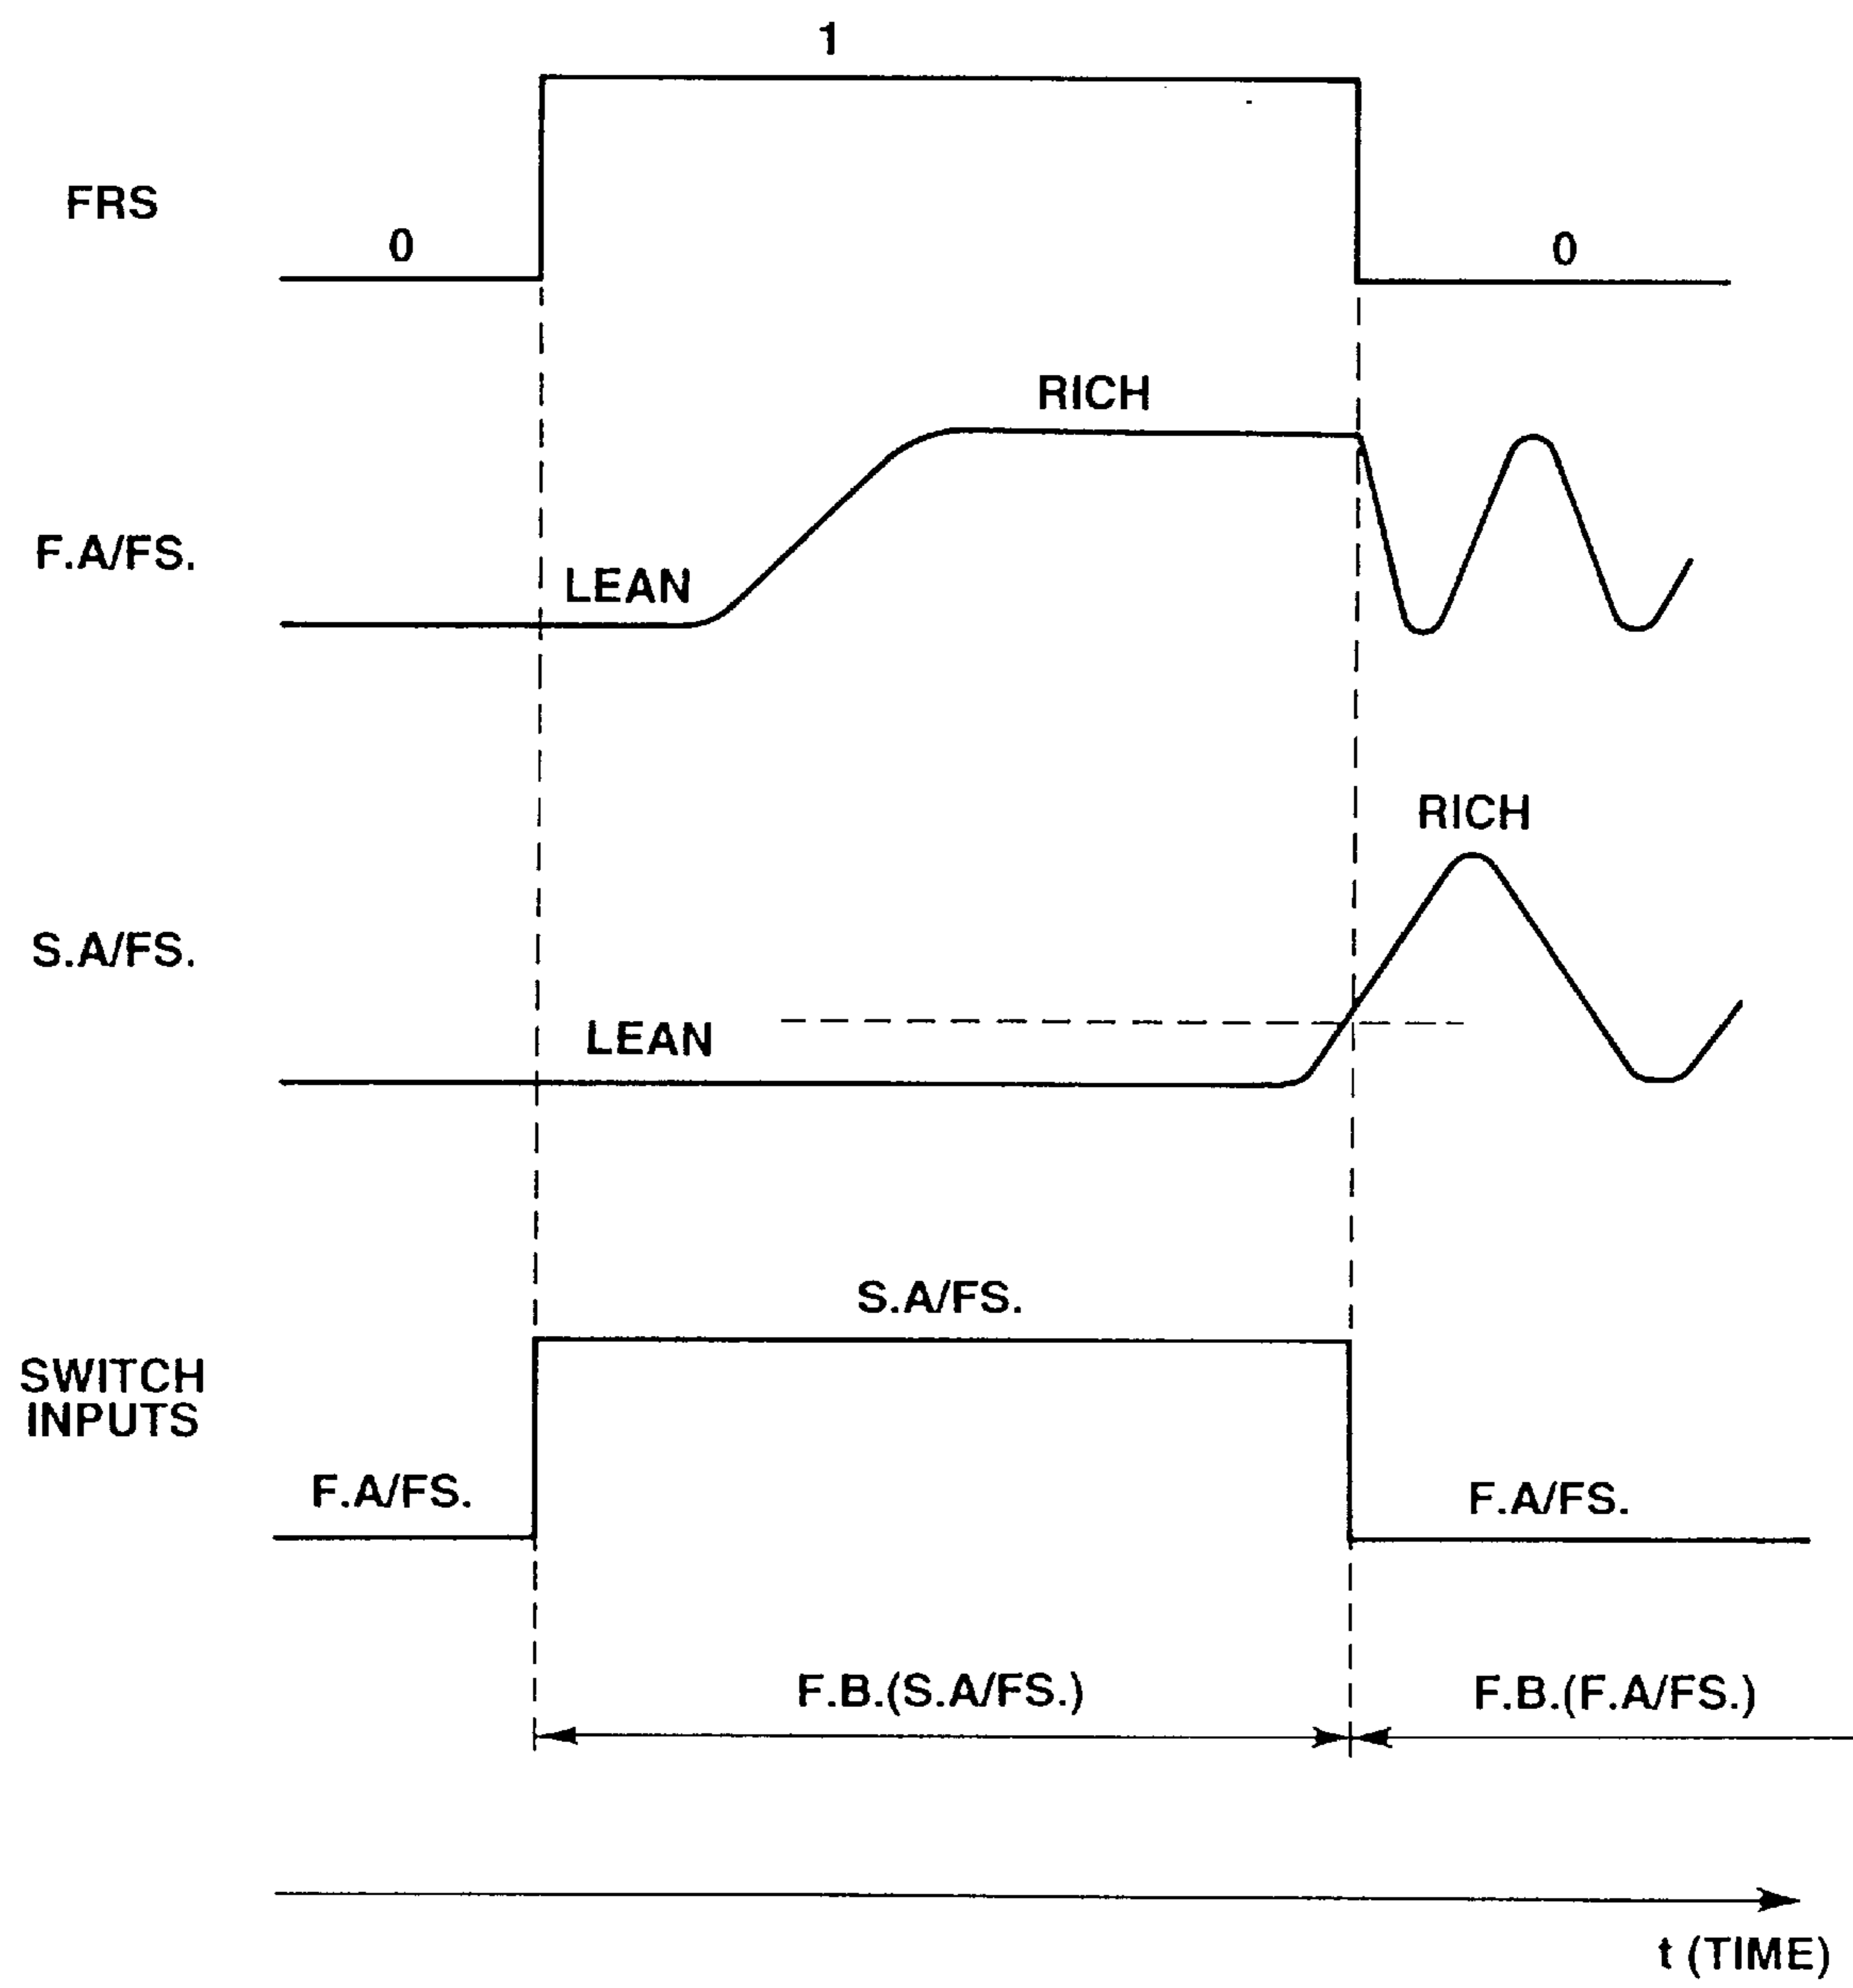 1
FRS
0
0
RICH
F.A/FS.
LEAN
RICH
S.A/FS.
LEAN
S.A/FS.
SWITCH
INPUTS
F.A/FS.
F.A/FS.
F.B.(S.A/FS.)
F.B.(F.A/FS.)
t (TIME)